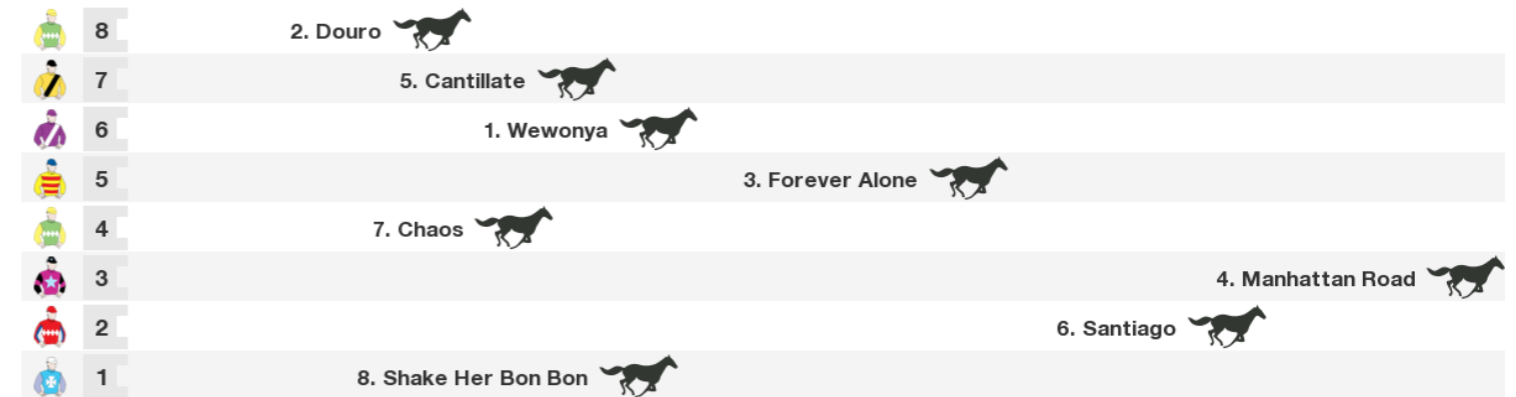 8 2. Douro
7 5. Cantillate
6 1. Wewonya
5 3. Forever Alone
4 7. Chaos
3 4. Manhattan Road
2 6. Santiago
1 8. Shake Her Bon Bon